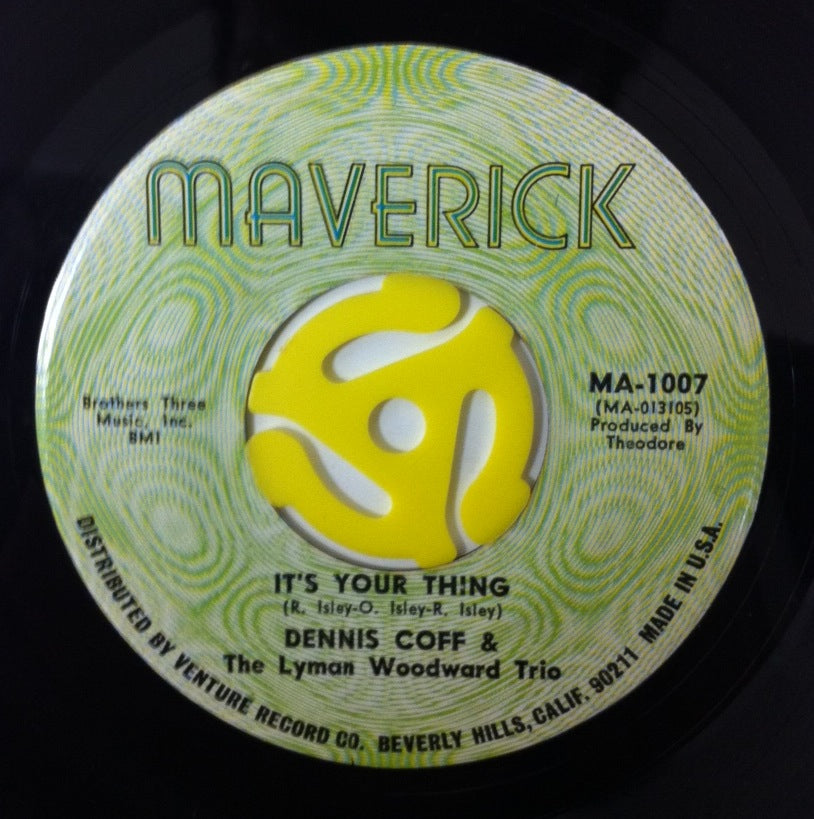 MAVERICK
Brothers Three
Music, Inc.
BMI
MA-1007
(MA-013105)
Produced By
Theodore
IT'S YOUR THING
(R. Isley-O. Isley-R. Isley)
DENNIS COFF &
The Lyman Woodward Trio
DISTRIBUTED BY VENTURE RECORD CO. BEVERLY HILLS, CALIF. 90211 MADE IN U.S.A.